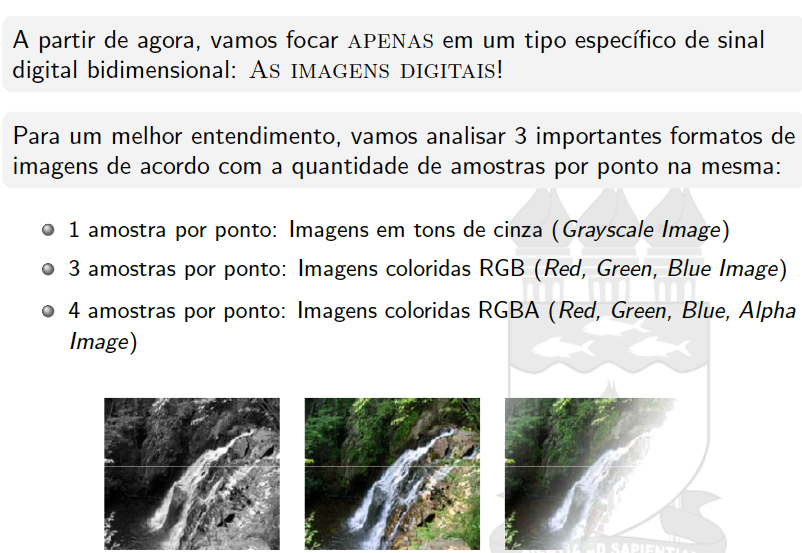 A partir de agora, vamos focar APENAS em um tipo específico de sinal
digital bidimensional: AS IMAGENS DIGITAIS!
Para um melhor entendimento, vamos analisar 3 importantes formatos de
imagens de acordo com a quantidade de amostras por ponto na mesma:
1 amostra por ponto: Imagens em tons de cinza (Grayscale Image)
3 amostras por ponto: Imagens coloridas RGB (Red, Green, Blue Image)
4 amostras por ponto: Imagens coloridas RGBA (Red, Green, Blue, Alpha
Image)